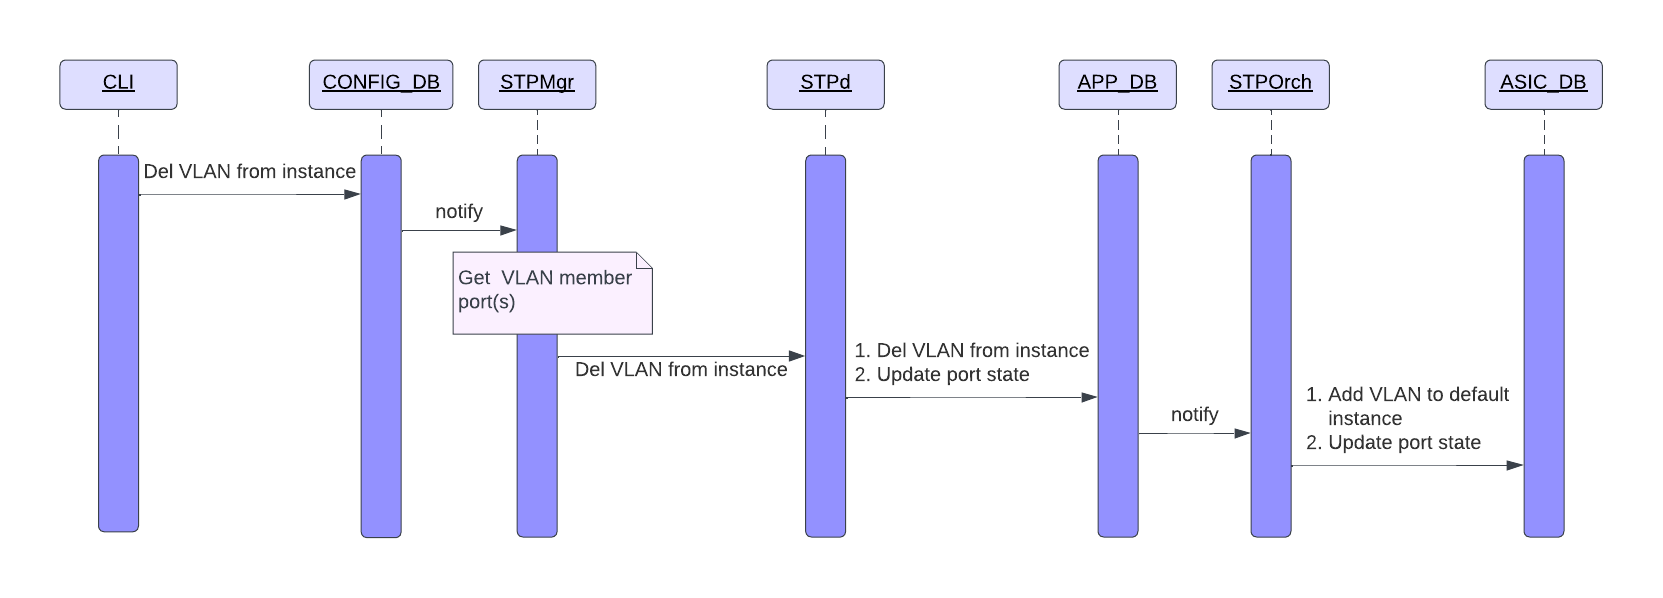 CLI
CONFIG_DB
STPMgr
STPd
APP_DB
STPOrch
ASIC_DB
Del VLAN from instance
notify
Get  VLAN member
port(s)
Del VLAN from instance
1. Del VLAN from instance
2. Update port state
notify
1. Add VLAN to default
instance
2. Update port state